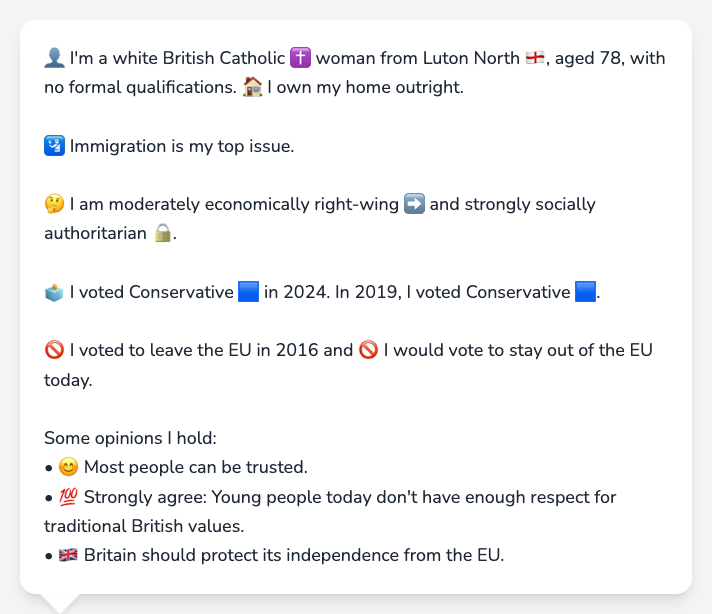 👤 I'm a white British Catholic ✝️ woman from Luton North 🏴󠁧󠁢󠁥󠁮󠁧󠁿, aged 78, with
no formal qualifications. 🏠 I own my home outright.
🛂 Immigration is my top issue.
🤔 I am moderately economically right-wing ➡️ and strongly socially
authoritarian 🔒.
🗳️ I voted Conservative 🟦 in 2024. In 2019, I voted Conservative 🟦.
🚫 I voted to leave the EU in 2016 and 🚫 I would vote to stay out of the EU
today.
Some opinions I hold:
• 😊 Most people can be trusted.
• 💯 Strongly agree: Young people today don't have enough respect for
traditional British values.
• 🇬🇧 Britain should protect its independence from the EU.